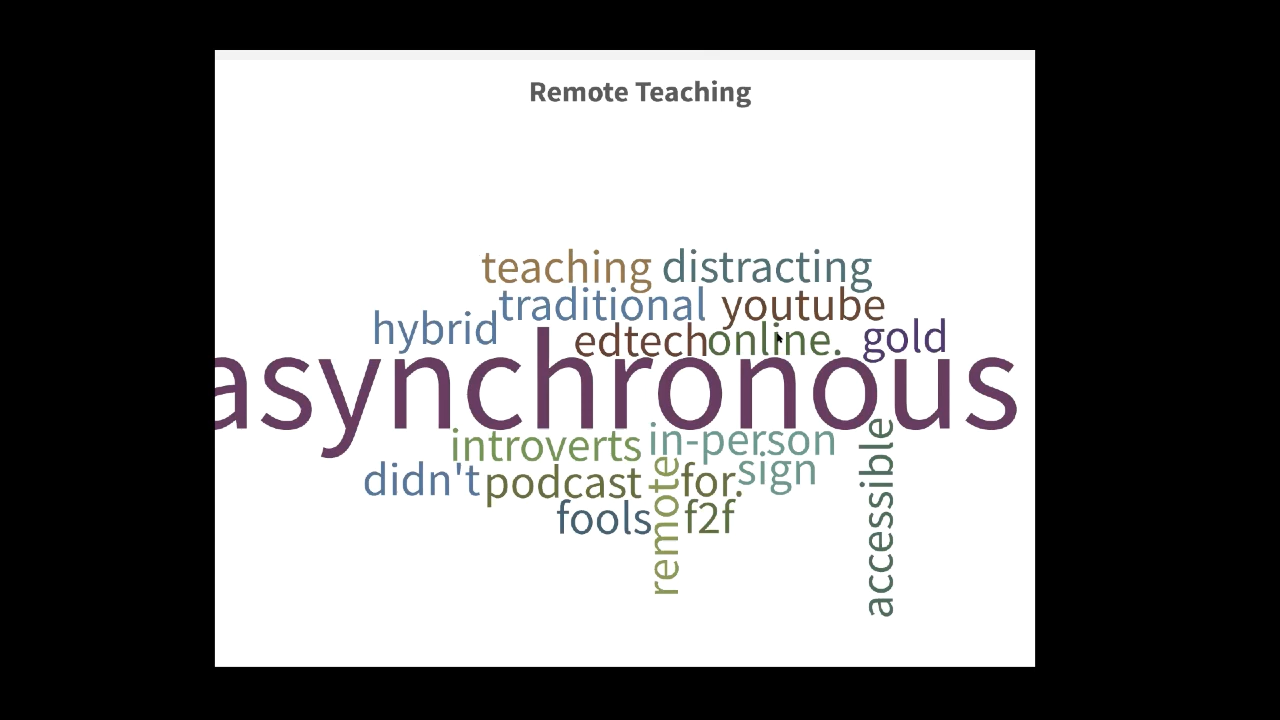 Remote Teaching
teaching distracting
traditional youtube
hybrid
edtech online. gold
asynchronous
introverts in-person
didn't podcast for. sign
fools f2f
remote
accessible